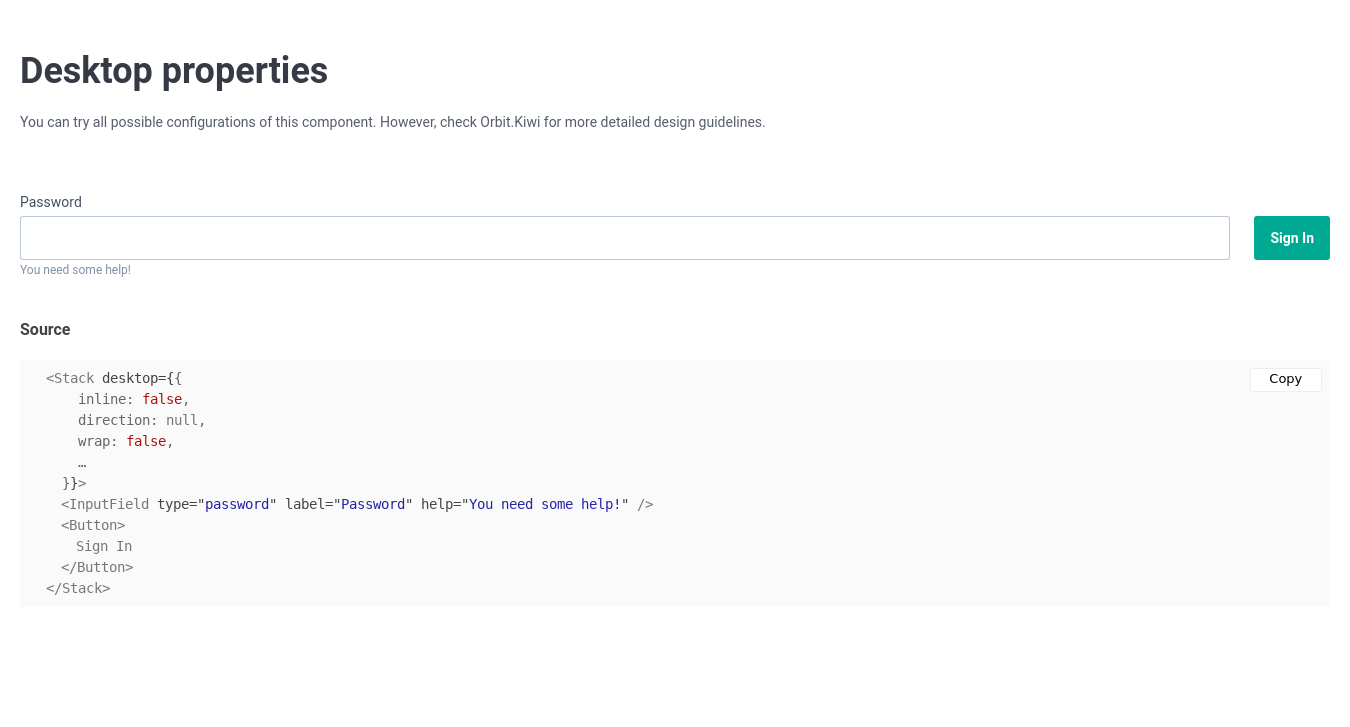 Desktop properties
You can try all possible configurations of this component. However, check Orbit.Kiwi for more detailed design guidelines.
Password
Sign In
You need some help!
Source
Copy
<Stack desktop={{
inline: false,
direction: null,
wrap: false,
…
}}>
<InputField type="password" label="Password" help="You need some help!" />
<Button>
Sign In
</Button>
</Stack>